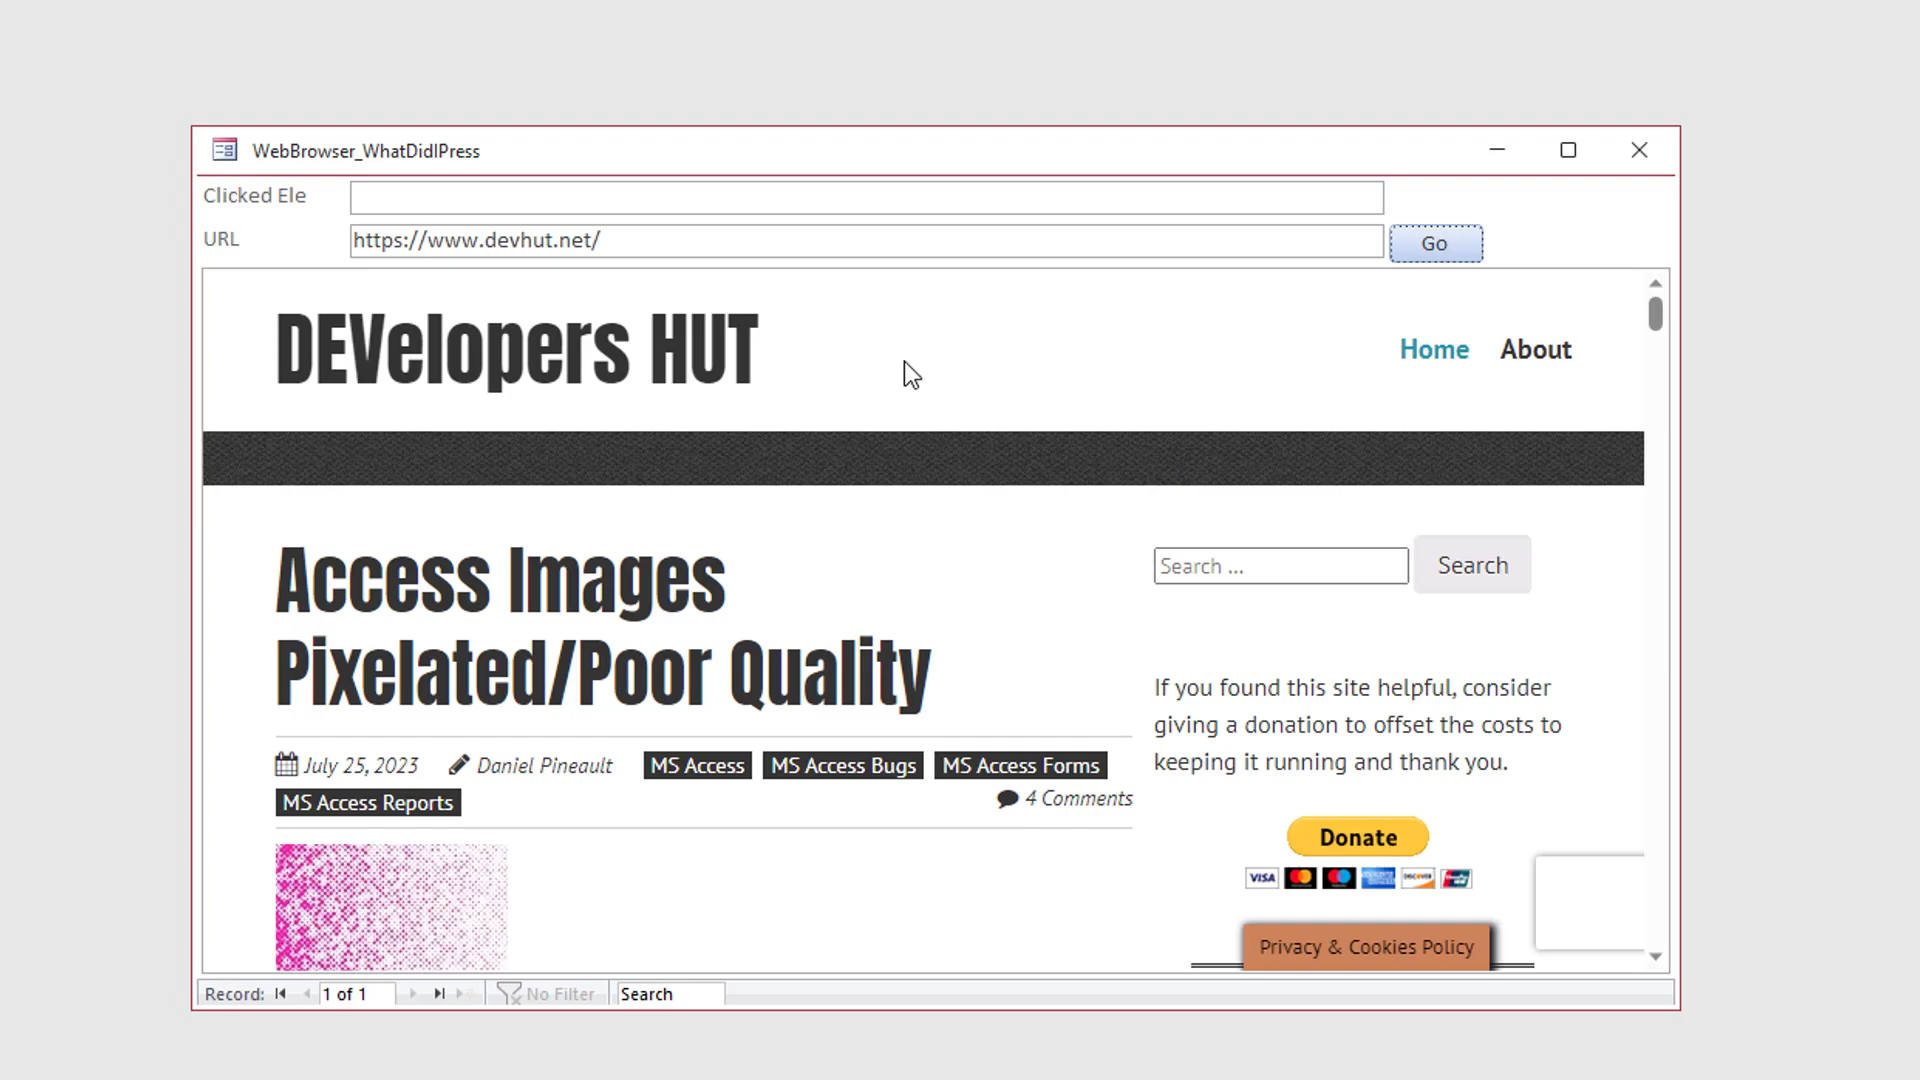 WebBrowser_WhatDidIPress
Clicked Ele
URL
https://www.devhut.net/
Go
DEVelopers HUT
Home
About
Access Images
Pixelated/Poor Quality
July 25, 2023
Daniel Pineault
MS Access
MS Access Bugs
MS Access Forms
MS Access Reports
4 Comments
Search ...
Search
If you found this site helpful, consider
giving a donation to offset the costs to
keeping it running and thank you.
Donate
VISA
DISCOVER
Privacy & Cookies Policy
Record:
1 of 1
No Filter
Search